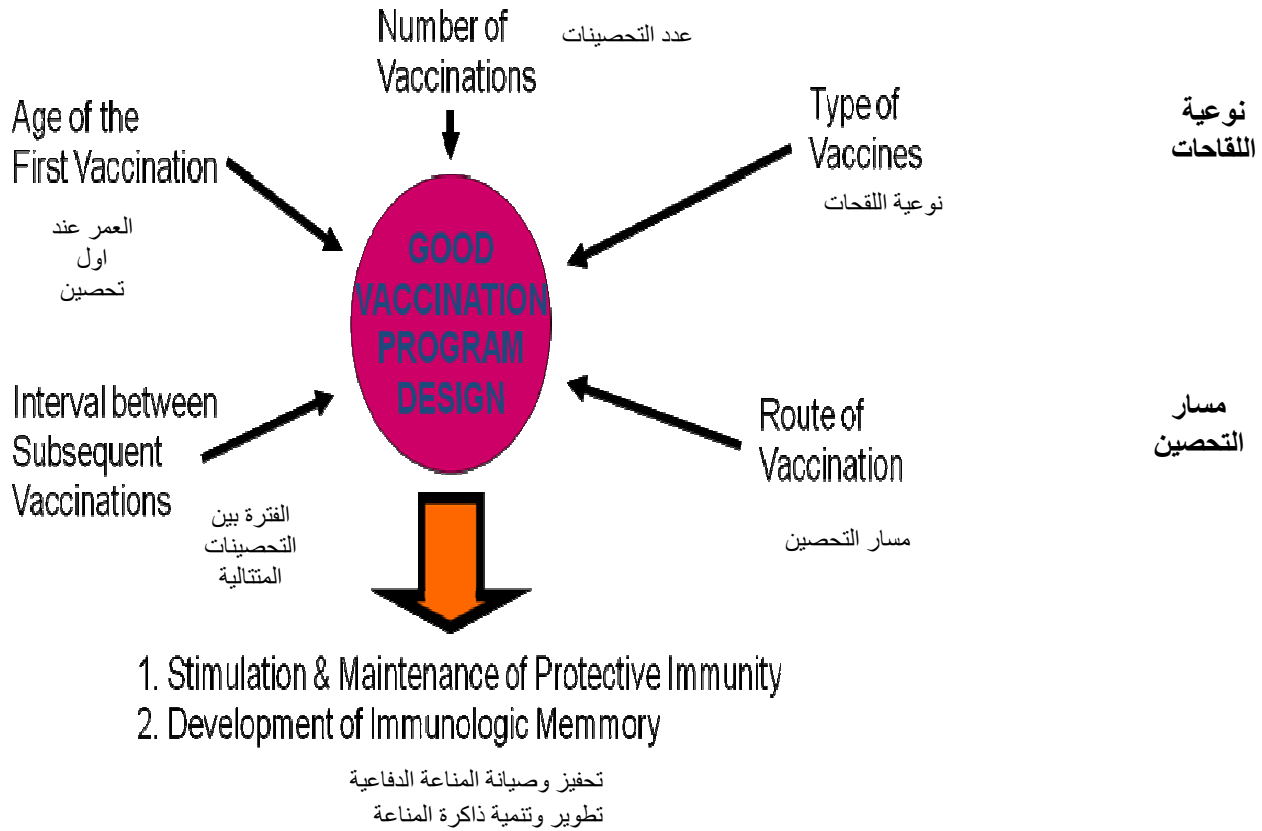 Number of
Vaccinations
عدد التحصينات
Age of the
First Vaccination
العمر عند
اول
تحصين
Type of
Vaccines
نوعية اللقحات
نوعية
اللقاحات
GOOD
VACCINATION
PROGRAM
DESIGN
Interval between
Subsequent
Vaccinations
الفترة بين
التحصينات
المتتالية
Route of
Vaccination
مسار التحصين
مسار
التحصين
1. Stimulation & Maintenance of Protective Immunity
2. Development of Immunologic Memmory
تحفيز وصيانة المناعة الدفاعية
تطوير وتنمية ذاكرة المناعة